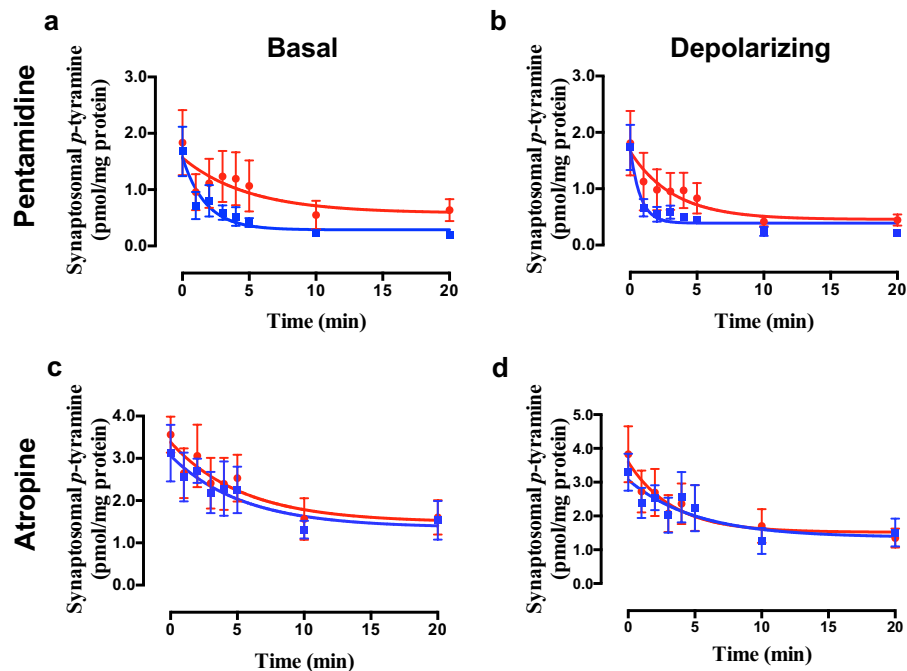 a
b
Basal
Depolarizing
Pentamidine
Synaptosomal p-tyramine
(pmol/mg protein)
3.0
2.0
1.0
0.0
0 5 10 15 20
Time (min)
Synaptosomal p-tyramine
(pmol/mg protein)
3.0
2.0
1.0
0.0
0 5 10 15 20
Time (min)
c
d
Atropine
Synaptosomal p-tyramine
(pmol/mg protein)
4.0
3.0
2.0
1.0
0.0
0 5 10 15 20
Time (min)
Synaptosomal p-tyramine
(pmol/mg protein)
5.0
4.0
3.0
2.0
1.0
0.0
0 5 10 15 20
Time (min)